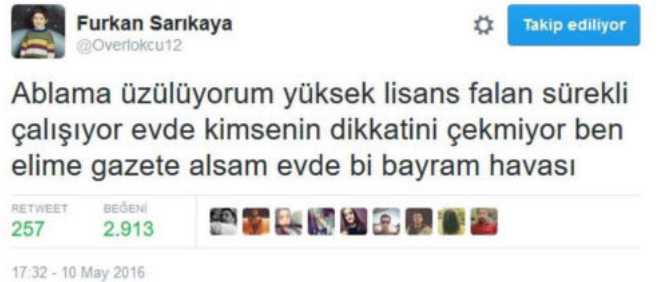 Furkan Sarıkaya
@Overlokcu12
Takip ediliyor
Ablama üzülüyorum yüksek lisans falan sürekli
çalışıyor evde kimsenin dikkatini çekmiyor ben
elime gazete alsam evde bi bayram havası
RETWEET BEĞENİ
257 2.913
17:32 - 10 May 2016